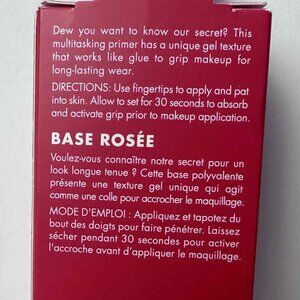 Dew you want to know our secret? This
multitasking primer has a unique gel texture
that works like glue to grip makeup for
long-lasting wear.
DIRECTIONS: Use fingertips to apply and pat
into skin. Allow to set for 30 seconds to absorb
and activate grip prior to makeup application.
BASE ROSÉE
Voulez-vous connaître notre secret pour un
look longue tenue ? Cette base polyvalente
présente une texture gel unique qui agit
comme une colle pour accrocher le maquillage.
MODE D'EMPLOI : Appliquez et tapotez du
bout des doigts pour faire pénétrer. Laissez
sécher pendant 30 secondes pour activer
l'accroche avant d'appliquer le maquillage.